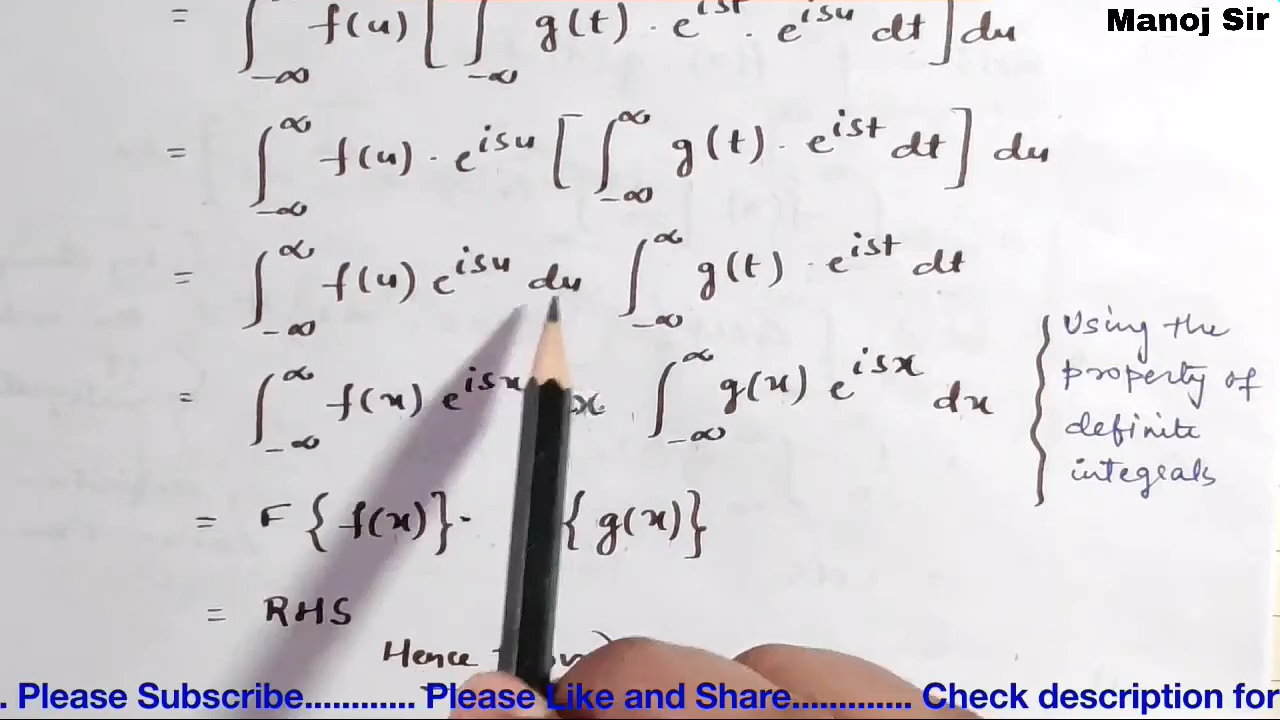 Manoj Sir
= ∫_{-∞} f(u) [ ∫_{-∞} g(t) · e^{ist} · e^{isu} dt ] du
= ∫_{-∞}^{∞} f(u) · e^{isu} [ ∫_{-∞}^{∞} g(t) · e^{ist} dt ] du
= ∫_{-∞}^{∞} f(u) e^{isu} du ∫_{-∞}^{∞} g(t) · e^{ist} dt
= ∫_{-∞}^{∞} f(x) e^{isx} x ∫_{-∞}^{∞} g(x) e^{isx} dx
Using the
property of
definite
integrals
= F { f(x) } · { g(x) }
= RHS
Hence
. Please Subscribe............ Please Like and Share............. Check description for